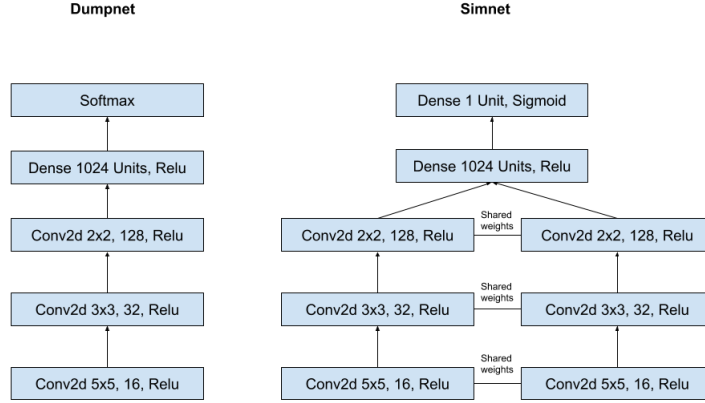 Dumpnet
Simnet
Softmax
Dense 1024 Units, Relu
Conv2d 2x2, 128, Relu
Conv2d 3x3, 32, Relu
Conv2d 5x5, 16, Relu
Dense 1 Unit, Sigmoid
Dense 1024 Units, Relu
Conv2d 2x2, 128, Relu
Shared
weights
Conv2d 2x2, 128, Relu
Conv2d 3x3, 32, Relu
Shared
weights
Conv2d 3x3, 32, Relu
Conv2d 5x5, 16, Relu
Shared
weights
Conv2d 5x5, 16, Relu